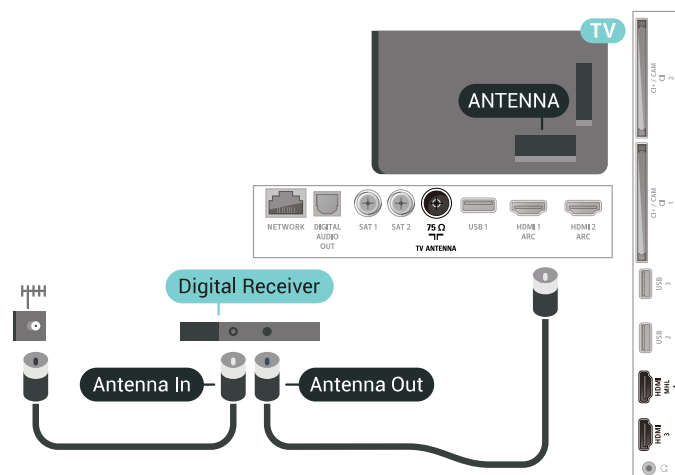 TV
ANTENNA
NETWORK
DIGITAL
AUDIO
OUT
SAT 1
SAT 2
75 Ω
TV ANTENNA
USB 1
HDMI 1
ARC
HDMI 2
ARC
Digital Receiver
Antenna In
Antenna Out
CI+ / CAM
CI 2
CI+ / CAM
CI 1
USB
3
USB
2
HDMI
MHL
HDMI
3